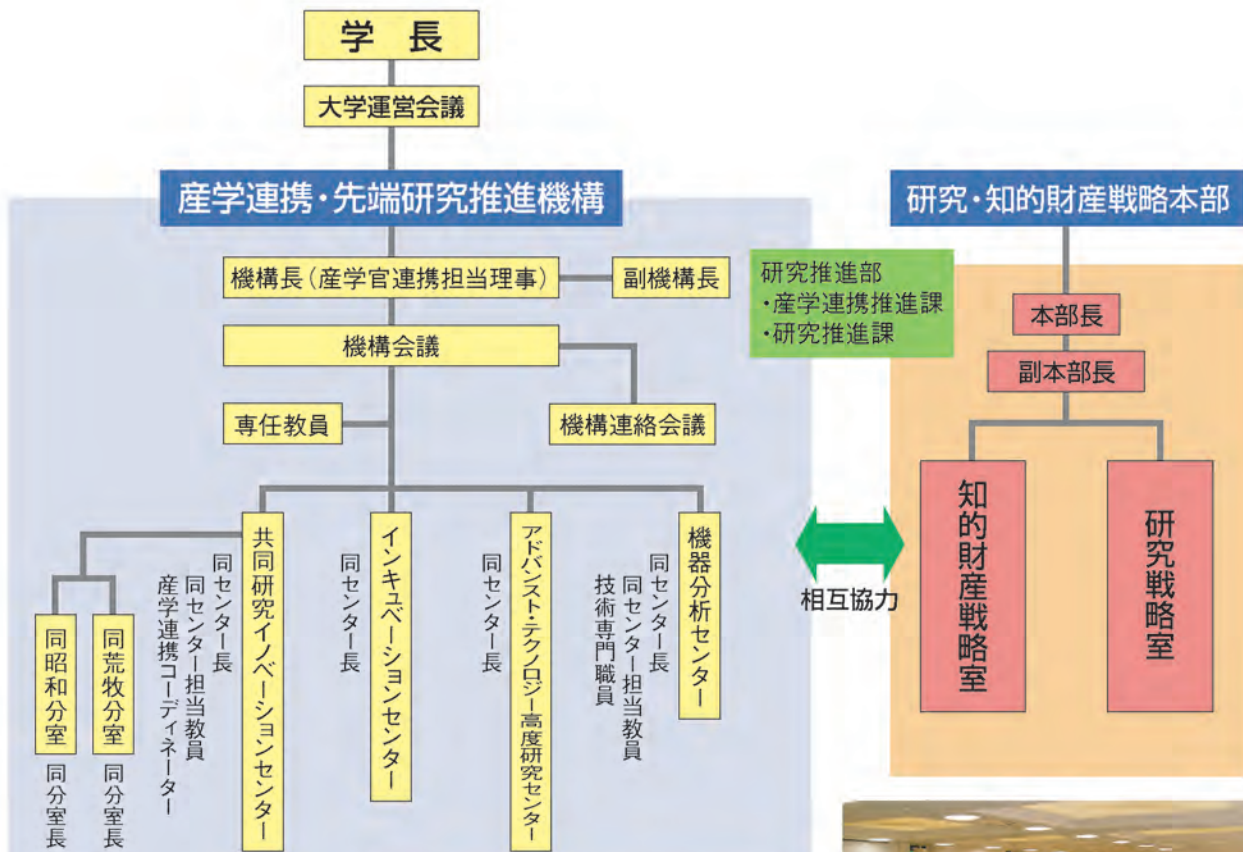 学 長
大学運営会議
産学連携・先端研究推進機構
機構長（産学官連携担当理事）
副機構長
機構会議
専任教員
機構連絡会議
共同研究イノベーションセンター
同センター長
同センター担当教員
産学連携コーディネーター
同荒牧分室
同分室長
同昭和分室
同分室長
インキュベーションセンター
同センター長
アドバンスト・テクノロジー高度研究センター
同センター長
機器分析センター
同センター長
同センター担当教員
技術専門職員
研究推進部
・産学連携推進課
・研究推進課
相互協力
研究・知的財産戦略本部
本部長
副本部長
知的財産戦略室
研究戦略室